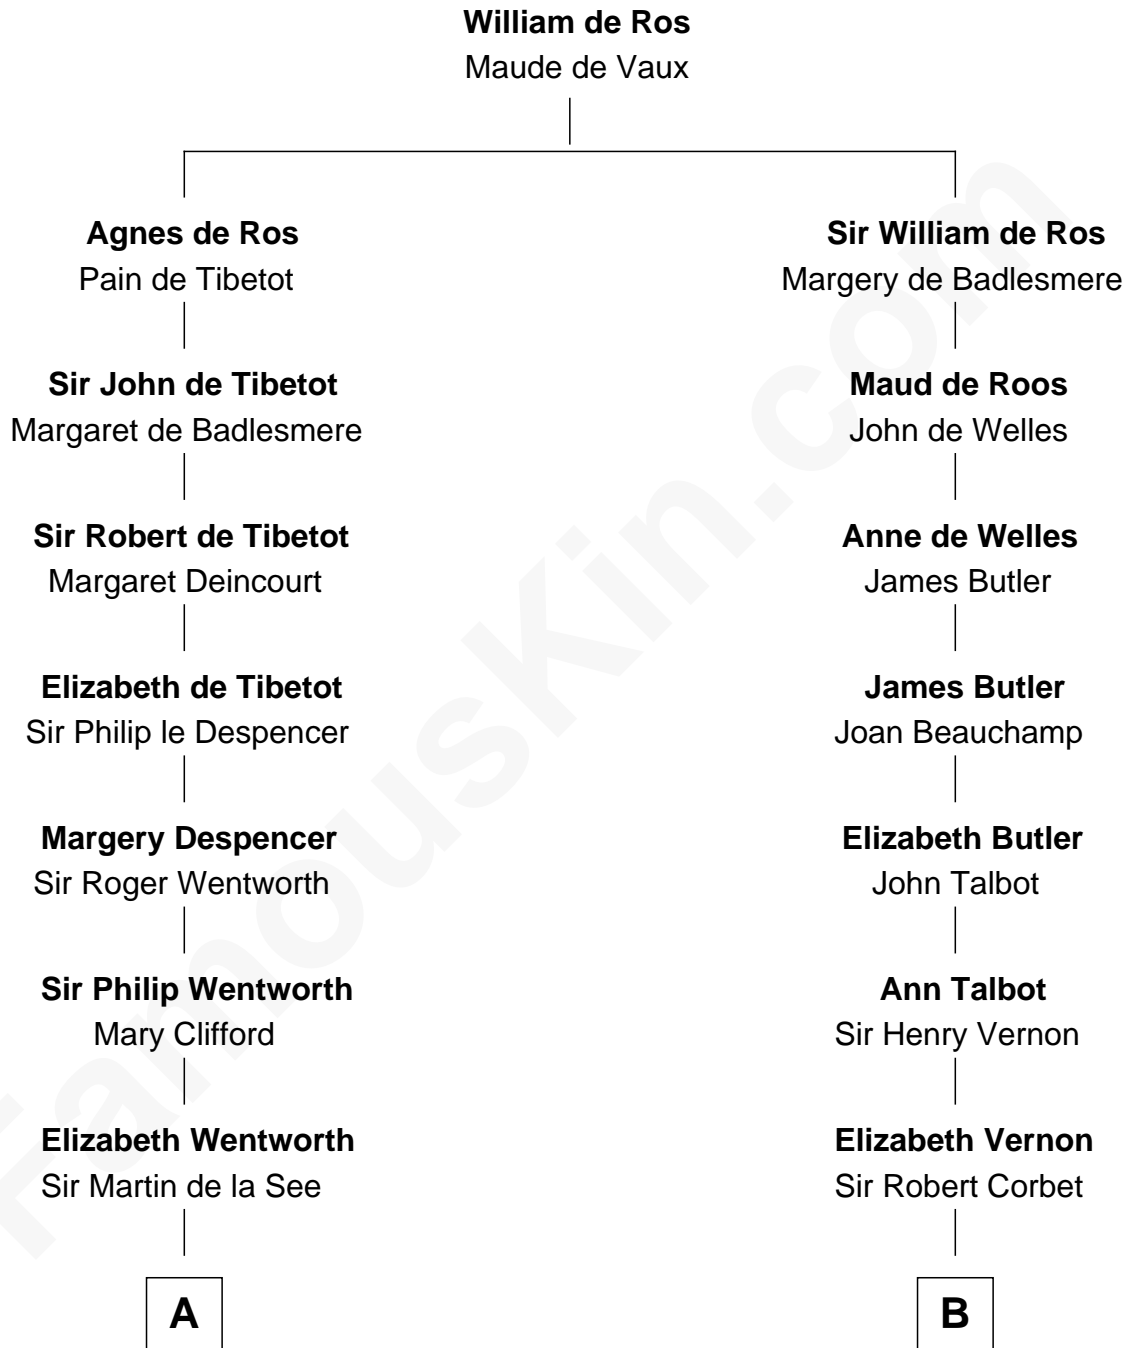 William de Ros
Maude de Vaux
Agnes de Ros
Pain de Tibetot
Sir William de Ros
Margery de Badlesmere
Sir John de Tibetot
Margaret de Badlesmere
Maud de Roos
John de Welles
Sir Robert de Tibetot
Margaret Deincourt
Anne de Welles
James Butler
Elizabeth de Tibetot
Sir Philip le Despencer
James Butler
Joan Beauchamp
Margery Despencer
Sir Roger Wentworth
Elizabeth Butler
John Talbot
Sir Philip Wentworth
Mary Clifford
Ann Talbot
Sir Henry Vernon
Elizabeth Wentworth
Sir Martin de la See
Elizabeth Vernon
Sir Robert Corbet
A
B
FamousKin.com